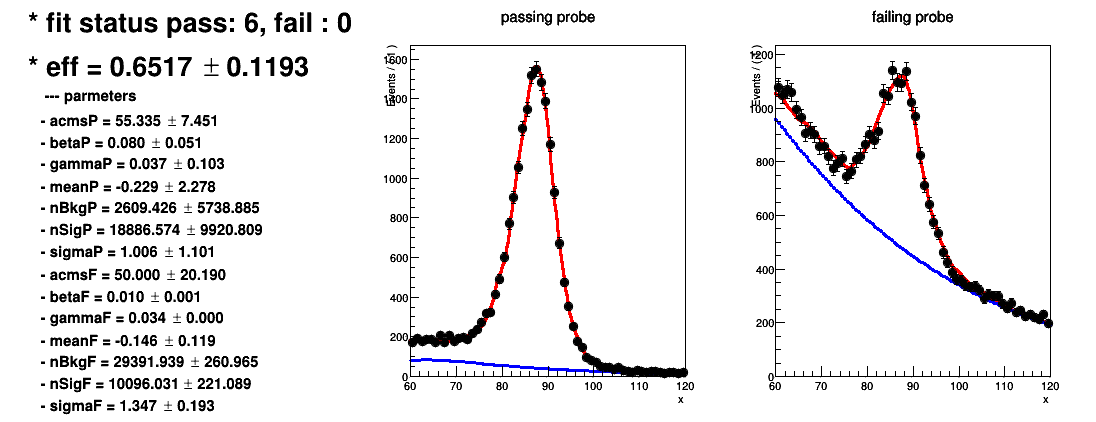 * fit status pass: 6, fail : 0
* eff = 0.6517 ± 0.1193
--- parmeters
- acmsP = 55.335 ± 7.451
- betaP = 0.080 ± 0.051
- gammaP = 0.037 ± 0.103
- meanP = -0.229 ± 2.278
- nBkgP = 2609.426 ± 5738.885
- nSigP = 18886.574 ± 9920.809
- sigmaP = 1.006 ± 1.101
- acmsF = 50.000 ± 20.190
- betaF = 0.010 ± 0.001
- gammaF = 0.034 ± 0.000
- meanF = -0.146 ± 0.119
- nBkgF = 29391.939 ± 260.965
- nSigF = 10096.031 ± 221.089
- sigmaF = 1.347 ± 0.193
passing probe
Events / ( 1 )
1600
1400
1200
1000
800
600
400
200
0
60 70 80 90 100 110 120
x
failing probe
Events /
1200
1000
800
600
400
200
0
60 70 80 90 100 110 120
x